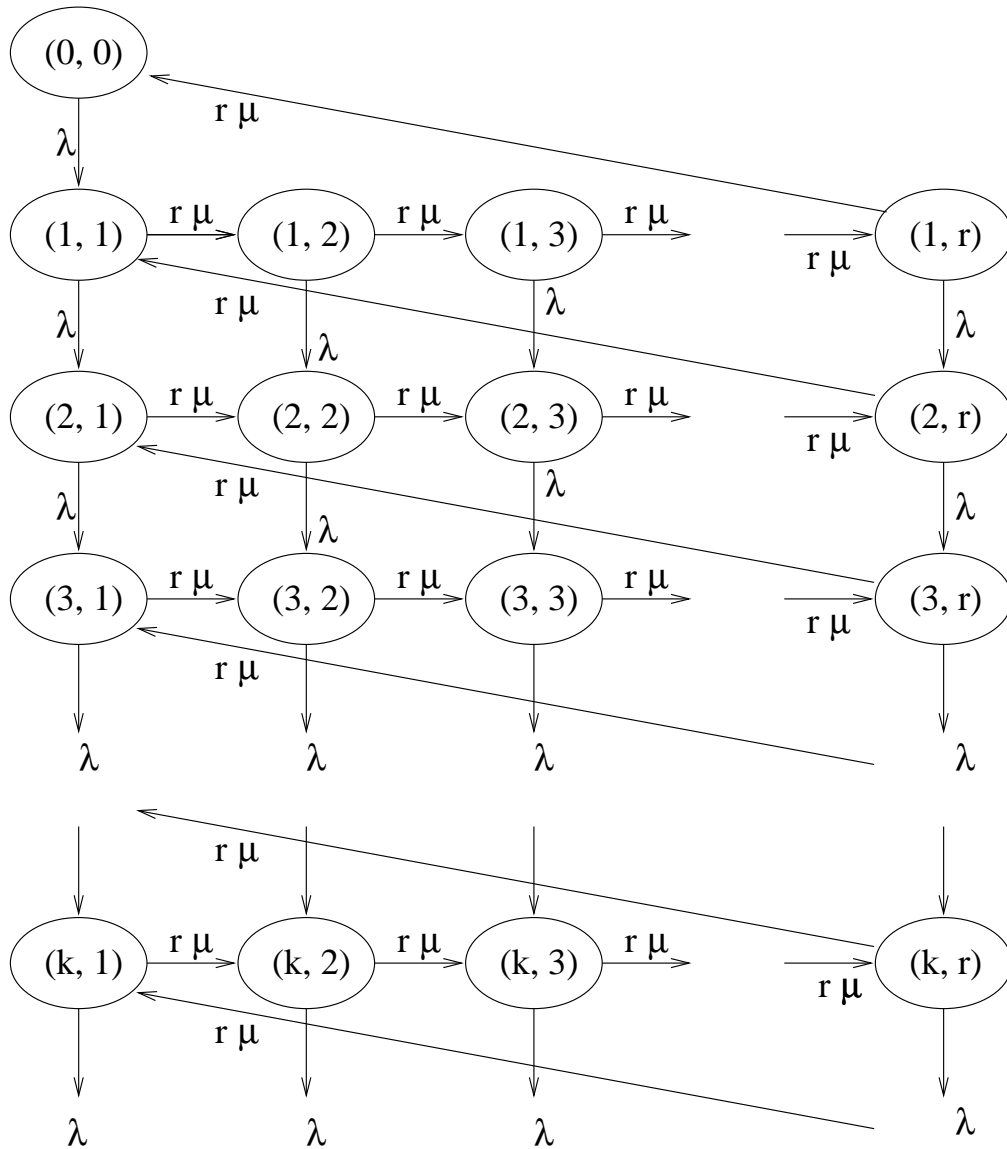 (0, 0)
r μ
λ
r μ r μ r μ
(1, 1) (1, 2) (1, 3) (1, r)
r μ
r μ
λ λ λ λ
r μ r μ r μ
(2, 1) (2, 2) (2, 3) (2, r)
r μ
r μ
λ λ λ λ
r μ r μ r μ
(3, 1) (3, 2) (3, 3) (3, r)
r μ
r μ
λ λ λ λ
r μ
r μ r μ r μ
(k, 1) (k, 2) (k, 3) (k, r)
r μ
r μ
λ λ λ λ